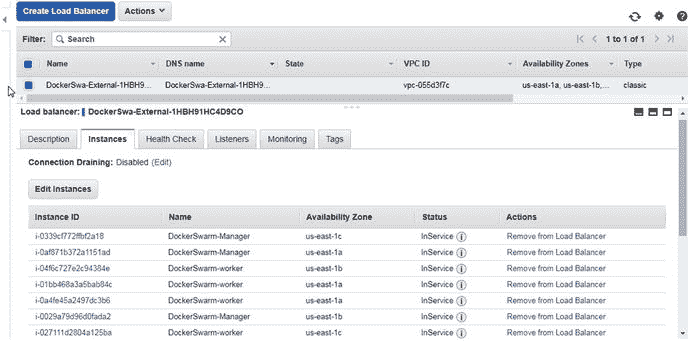 Create Load Balancer Actions
Filter: Search 1 to 1 of 1
Name DNS name State VPC ID Availability Zones Type
DockerSwa-External-1HBH9... DockerSwa-External-1HBH9... vpc-055d3f7c us-east-1a, us-east-1b,... classic
Load balancer: DockerSwa-External-1HBH91HC4D9CO
Description Instances Health Check Listeners Monitoring Tags
Connection Draining: Disabled (Edit)
Edit Instances
Instance ID Name Availability Zone Status Actions
i-0339cf772ffbf2a18 DockerSwarm-Manager us-east-1c InService Remove from Load Balancer
i-0af871b372a1151ad DockerSwarm-Manager us-east-1a InService Remove from Load Balancer
i-04f6c727e2c94384e DockerSwarm-worker us-east-1b InService Remove from Load Balancer
i-01bb468a3a5bab84c DockerSwarm-worker us-east-1a InService Remove from Load Balancer
i-0a4fe45a2497dc3b6 DockerSwarm-worker us-east-1a InService Remove from Load Balancer
i-0029a79d96d0fada2 DockerSwarm-Manager us-east-1b InService Remove from Load Balancer
i-027111d2804a125ba DockerSwarm-worker us-east-1c InService Remove from Load Balancer